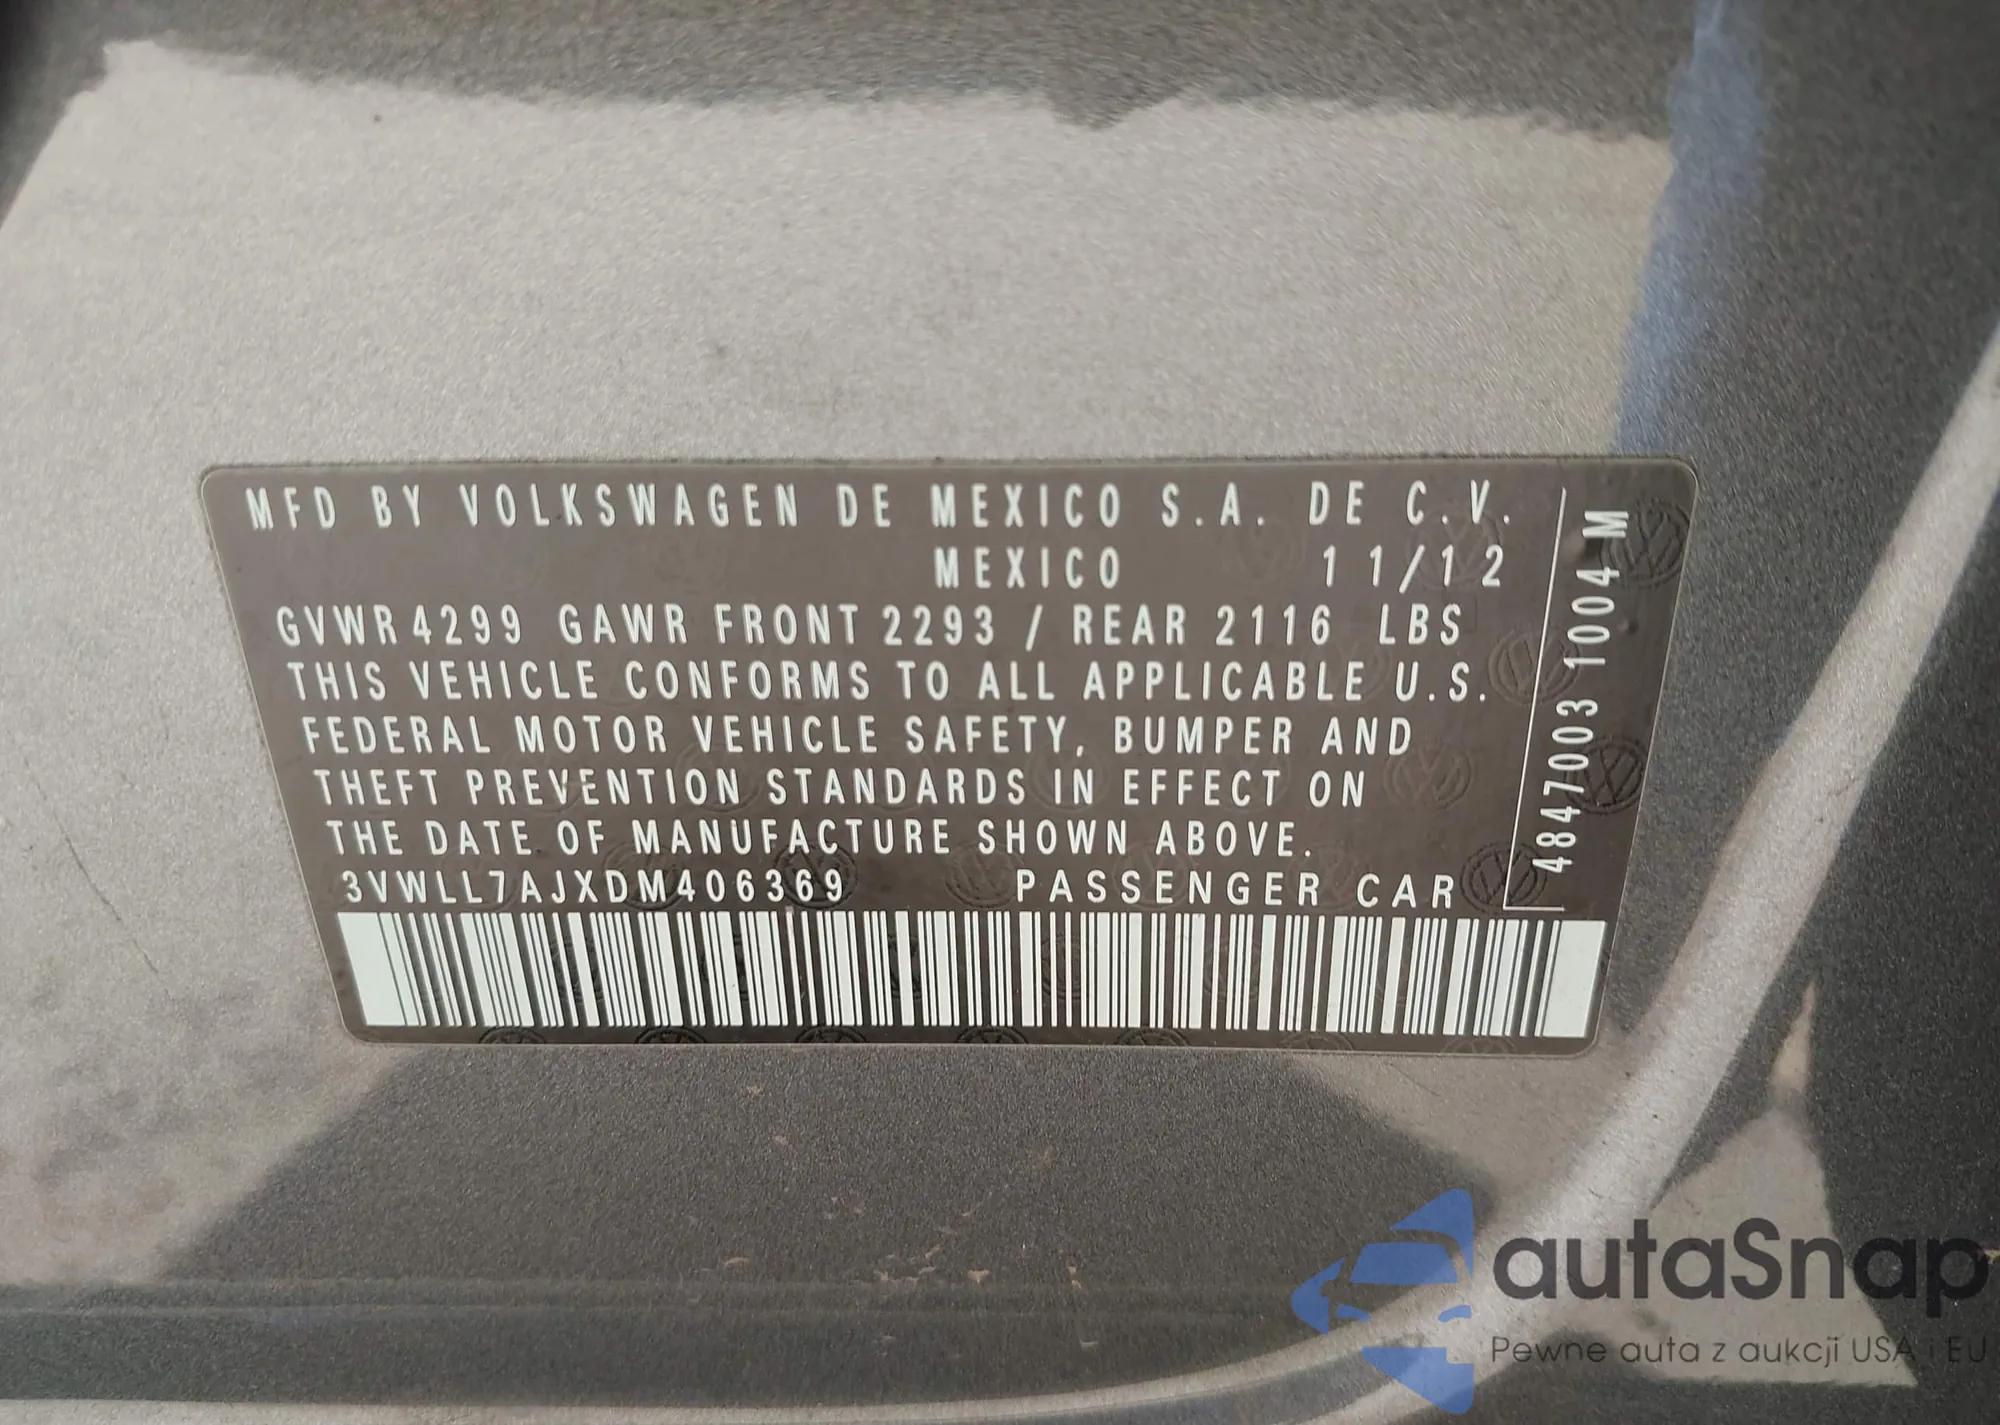 MFD BY VOLKSWAGEN DE MEXICO S.A. DE C.V.
MEXICO 11/12
GVWR 4299 GAWR FRONT 2293 / REAR 2116 LBS
THIS VEHICLE CONFORMS TO ALL APPLICABLE U.S.
FEDERAL MOTOR VEHICLE SAFETY, BUMPER AND
THEFT PREVENTION STANDARDS IN EFFECT ON
THE DATE OF MANUFACTURE SHOWN ABOVE.
3VWLL7AJXDM406369 PASSENGER CAR
4847003 1004 M
autaSnap
Pewne auta z aukcji USA i EU